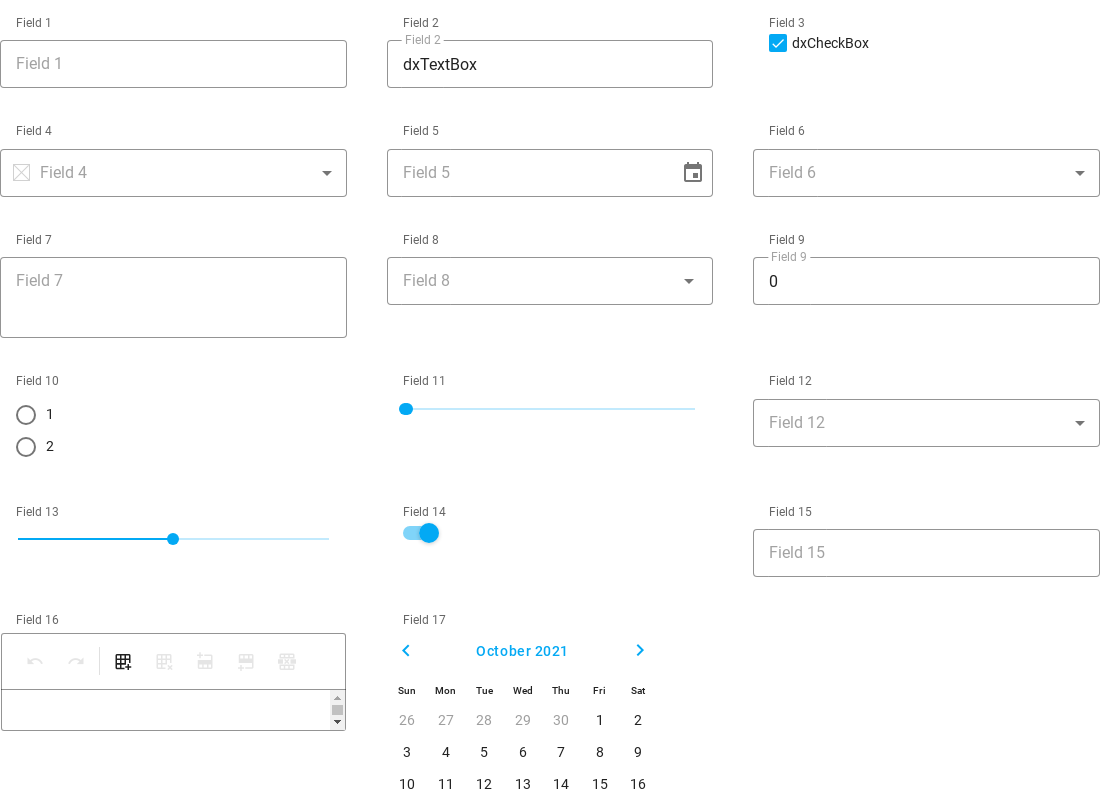 Field 1
Field 1
Field 2
Field 2
dxTextBox
Field 3
dxCheckBox
Field 4
Field 4
Field 5
Field 5
Field 6
Field 6
Field 7
Field 7
Field 8
Field 8
Field 9
Field 9
0
Field 10
1
2
Field 11
Field 12
Field 12
Field 13
Field 14
Field 15
Field 15
Field 16
Field 17
October 2021
Sun Mon Tue Wed Thu Fri Sat
26 27 28 29 30 1 2
3 4 5 6 7 8 9
10 11 12 13 14 15 16